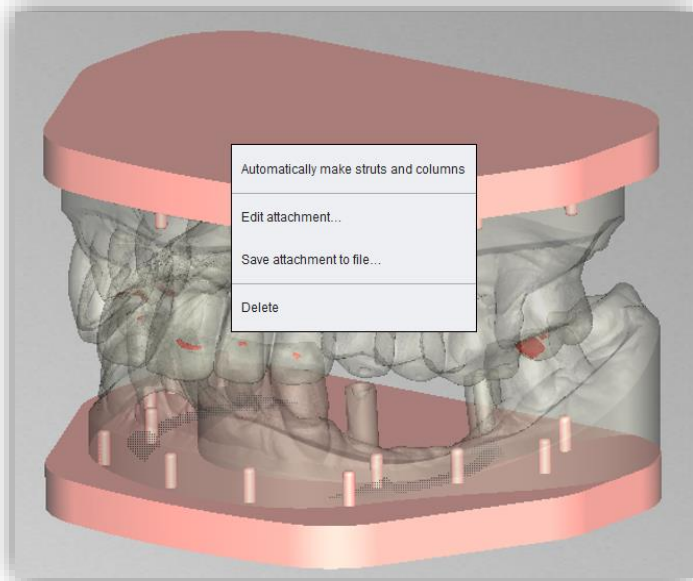 Automatically make struts and columns
Edit attachment...
Save attachment to file...
Delete